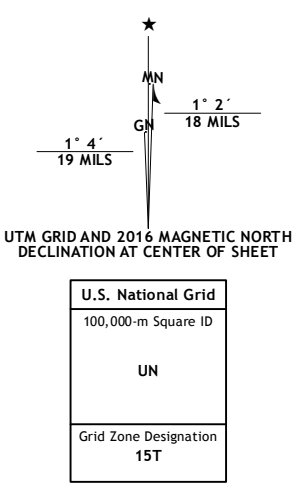 ★
MN
1° 2´
18 MILS
GN
1° 4´
19 MILS
UTM GRID AND 2016 MAGNETIC NORTH
DECLINATION AT CENTER OF SHEET
U.S. National Grid
100,000-m Square ID
UN
Grid Zone Designation
15T